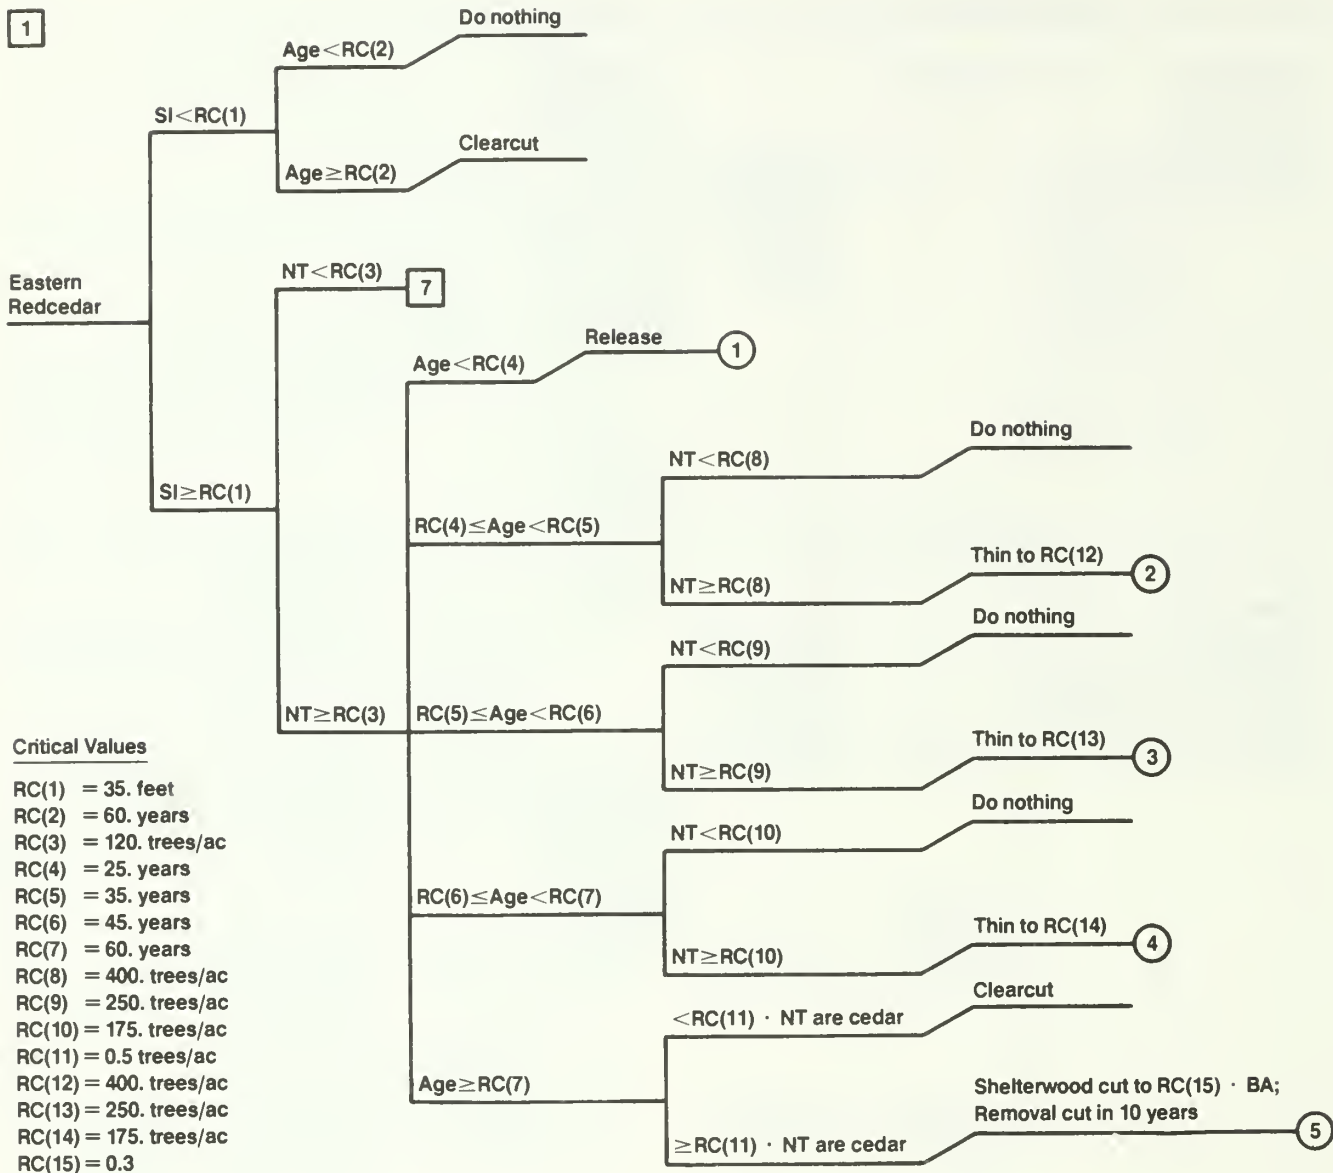 1
Do nothing
Age<RC(2)
SI<RC(1)
Clearcut
Age≥RC(2)
NT<RC(3)
7
Eastern
Redcedar
Release
1
Age<RC(4)
Do nothing
NT<RC(8)
SI≥RC(1)
RC(4)≤Age<RC(5)
Thin to RC(12)
2
NT≥RC(8)
Do nothing
NT<RC(9)
NT≥RC(3)
RC(5)≤Age<RC(6)
Thin to RC(13)
3
NT≥RC(9)
Do nothing
NT<RC(10)
RC(6)≤Age<RC(7)
Thin to RC(14)
4
NT≥RC(10)
Clearcut
<RC(11) · NT are cedar
Age≥RC(7)
Shelterwood cut to RC(15) · BA;
Removal cut in 10 years
5
≥RC(11) · NT are cedar
Critical Values
RC(1) = 35. feet
RC(2) = 60. years
RC(3) = 120. trees/ac
RC(4) = 25. years
RC(5) = 35. years
RC(6) = 45. years
RC(7) = 60. years
RC(8) = 400. trees/ac
RC(9) = 250. trees/ac
RC(10) = 175. trees/ac
RC(11) = 0.5 trees/ac
RC(12) = 400. trees/ac
RC(13) = 250. trees/ac
RC(14) = 175. trees/ac
RC(15) = 0.3